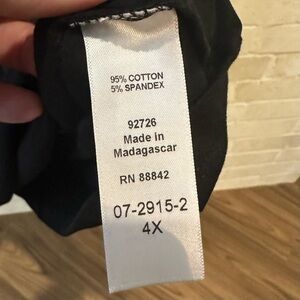 95% COTTON
5% SPANDEX
92726
Made in
Madagascar
RN 88842
07-2915-2
4X